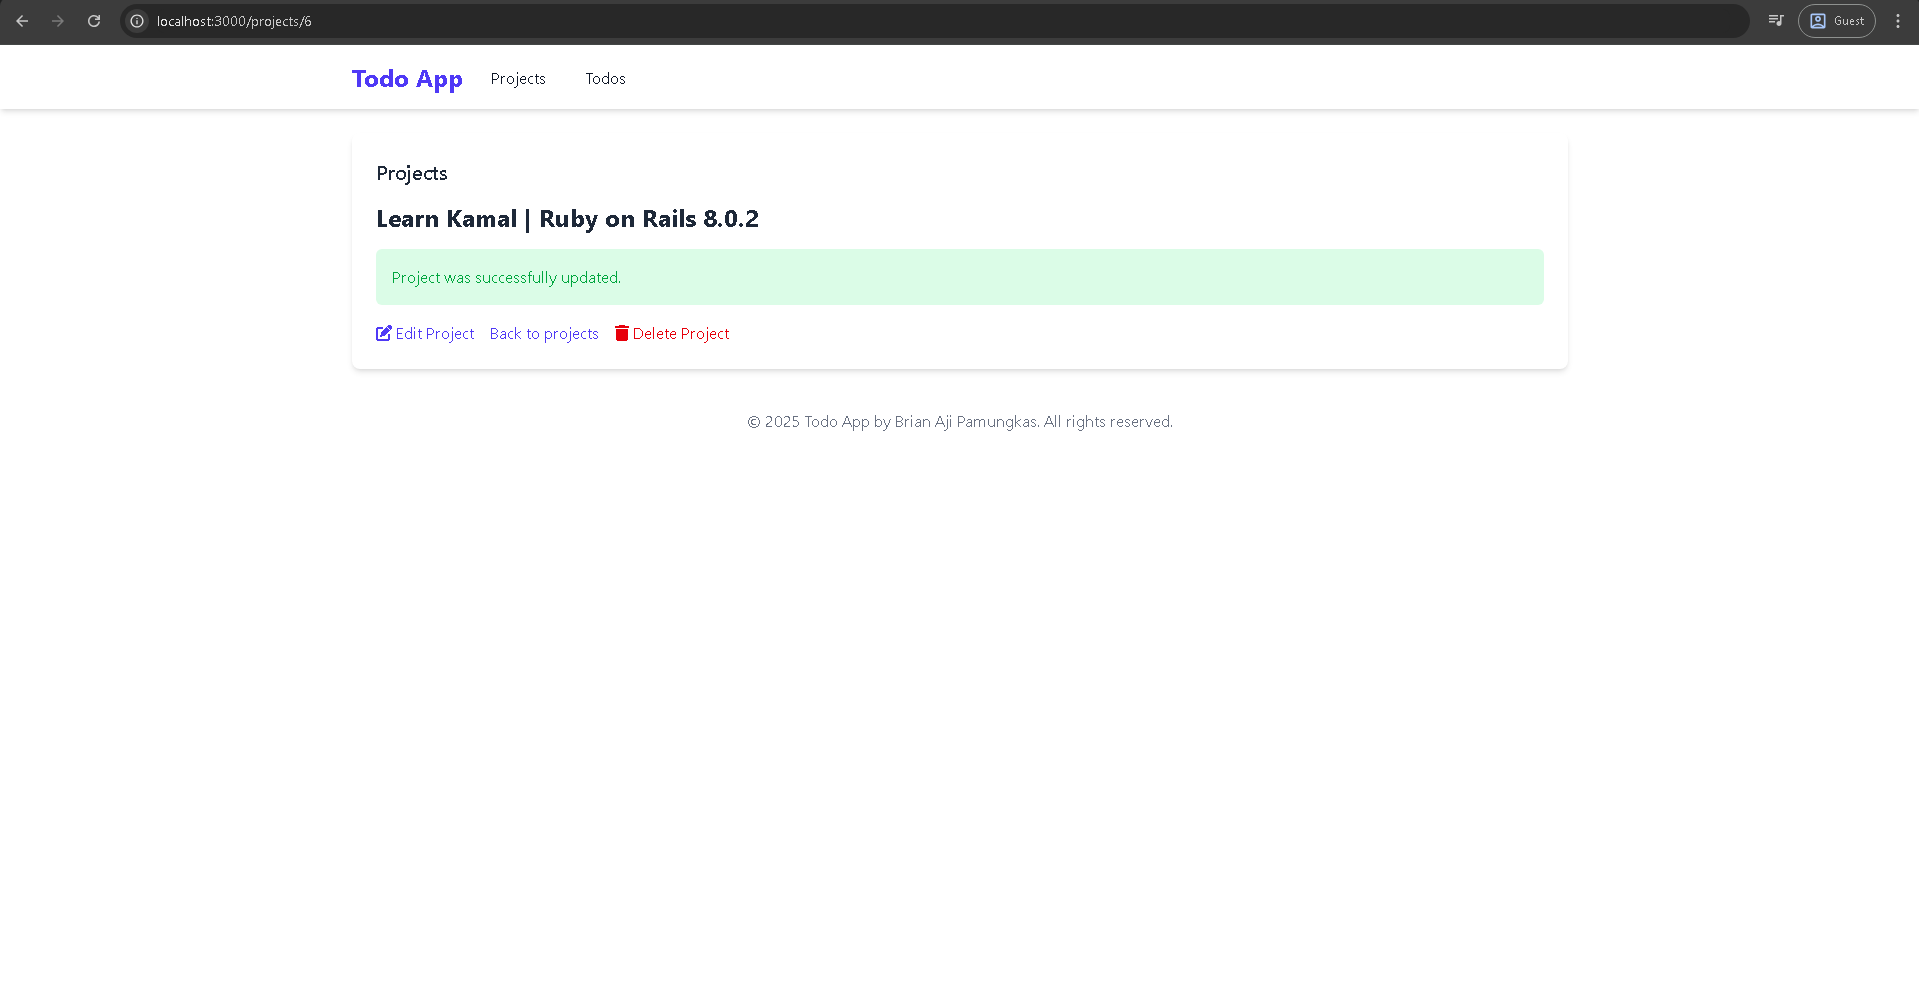 localhost:3000/projects/6
Guest
Todo App Projects Todos
Projects
Learn Kamal | Ruby on Rails 8.0.2
Project was successfully updated.
Edit Project Back to projects Delete Project
© 2025 Todo App by Brian Aji Pamungkas. All rights reserved.